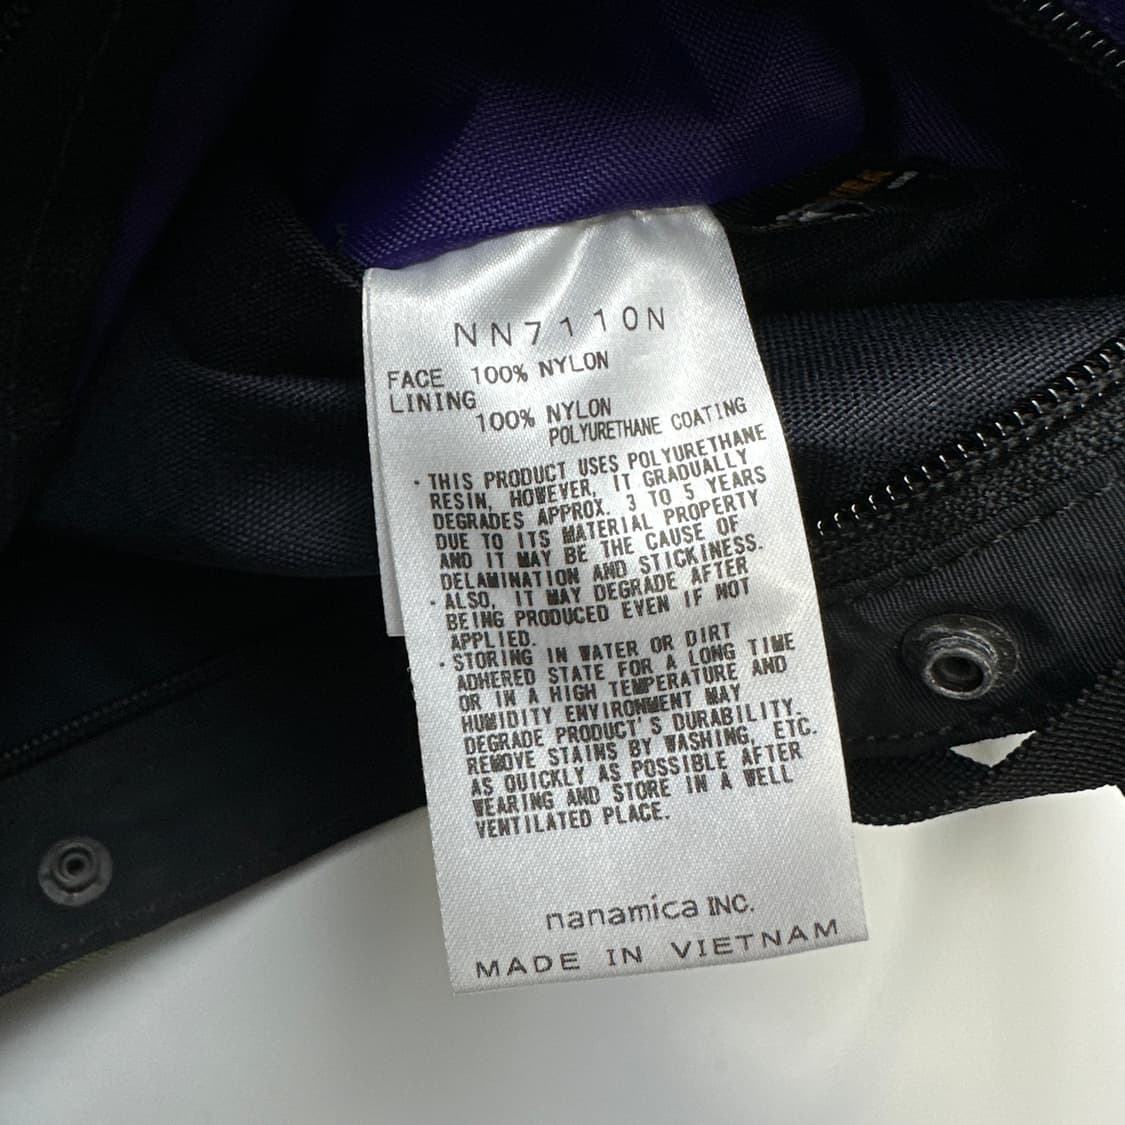 NN7110N
FACE 100% NYLON
LINING
100% NYLON
POLYURETHANE COATING
・THIS PRODUCT USES POLYURETHANE
RESIN, HOWEVER, IT GRADUALLY
DEGRADES APPROX. 3 TO 5 YEARS
DUE TO ITS MATERIAL PROPERTY
AND IT MAY BE THE CAUSE OF
DELAMINATION AND STICKINESS.
・ALSO, IT MAY DEGRADE AFTER
BEING PRODUCED EVEN IF NOT
APPLIED.
・STORING IN WATER OR DIRT
ADHERED STATE FOR A LONG TIME
OR IN A HIGH TEMPERATURE AND
HUMIDITY ENVIRONMENT MAY
DEGRADE PRODUCT'S DURABILITY.
REMOVE STAINS BY WASHING, ETC.
AS QUICKLY AS POSSIBLE AFTER
WEARING AND STORE IN A WELL
VENTILATED PLACE.
nanamica INC.
MADE IN VIETNAM